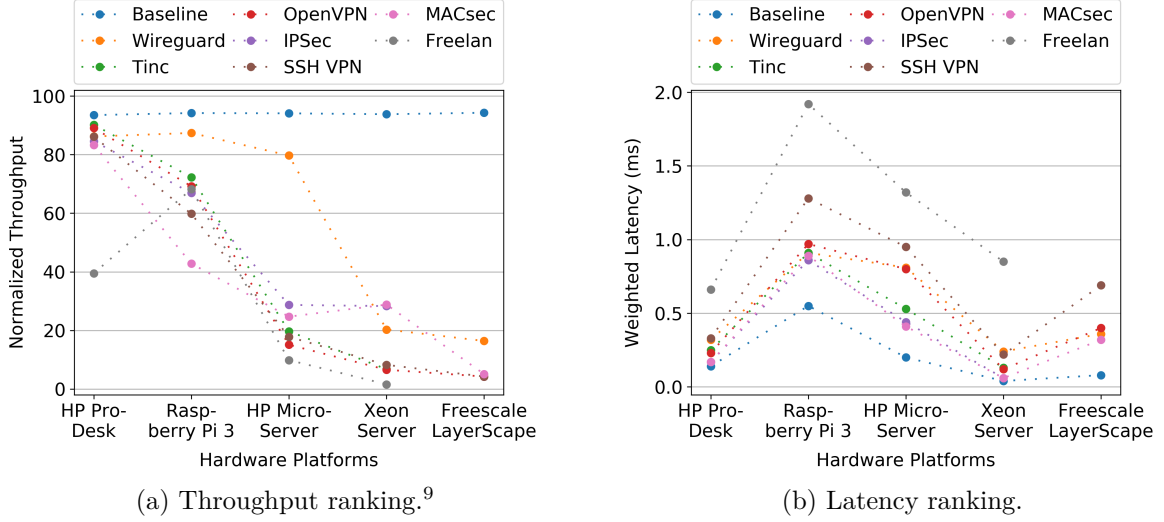 Baseline
Wireguard
Tinc
OpenVPN
IPSec
SSH VPN
MACsec
Freelan
100
80
60
40
20
0
Normalized Throughput
HP Pro-
Desk
Rasp-
berry Pi 3
HP Micro-
Server
Xeon
Server
Freescale
LayerScape
Hardware Platforms
(a) Throughput ranking.⁹
Baseline
Wireguard
Tinc
OpenVPN
IPSec
SSH VPN
MACsec
Freelan
2.0
1.5
1.0
0.5
0.0
Weighted Latency (ms)
HP Pro-
Desk
Rasp-
berry Pi 3
HP Micro-
Server
Xeon
Server
Freescale
LayerScape
Hardware Platforms
(b) Latency ranking.